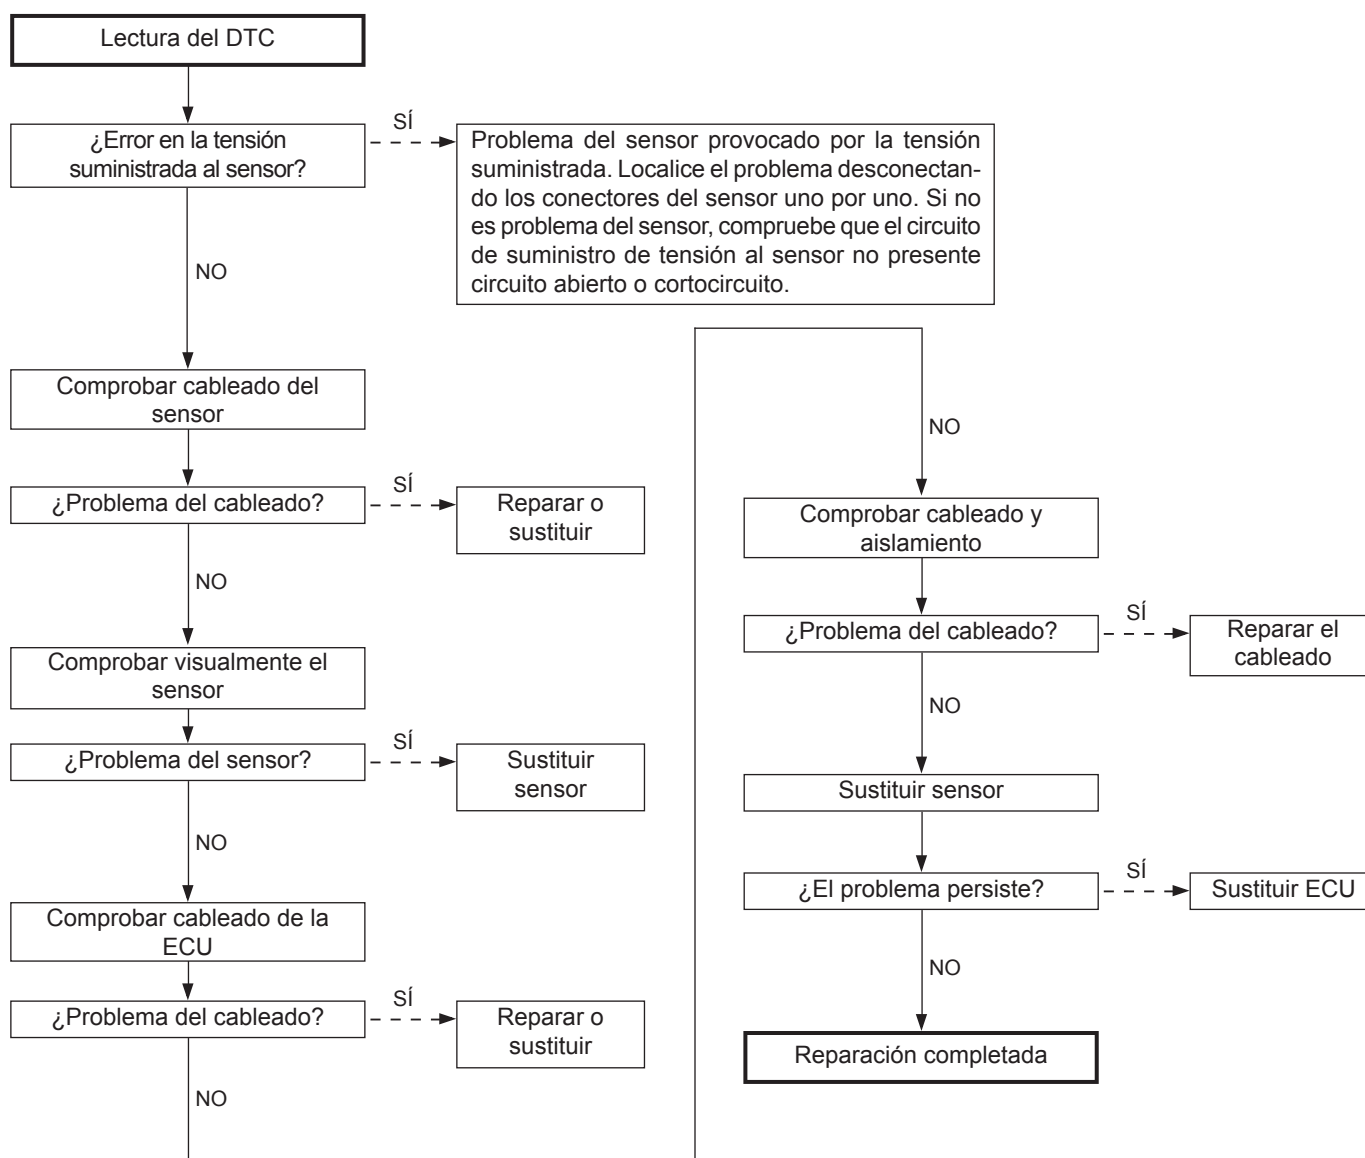 Lectura del DTC
¿Error en la tensión
suministrada al sensor?
SÍ
Problema del sensor provocado por la tensión
suministrada. Localice el problema desconectan-
do los conectores del sensor uno por uno. Si no
es problema del sensor, compruebe que el circuito
de suministro de tensión al sensor no presente
circuito abierto o cortocircuito.
NO
Comprobar cableado del
sensor
¿Problema del cableado?
SÍ
Reparar o
sustituir
NO
Comprobar visualmente el
sensor
¿Problema del sensor?
SÍ
Sustituir
sensor
NO
Comprobar cableado de la
ECU
¿Problema del cableado?
SÍ
Reparar o
sustituir
NO
NO
Comprobar cableado y
aislamiento
¿Problema del cableado?
SÍ
Reparar el
cableado
NO
Sustituir sensor
¿El problema persiste?
SÍ
Sustituir ECU
NO
Reparación completada